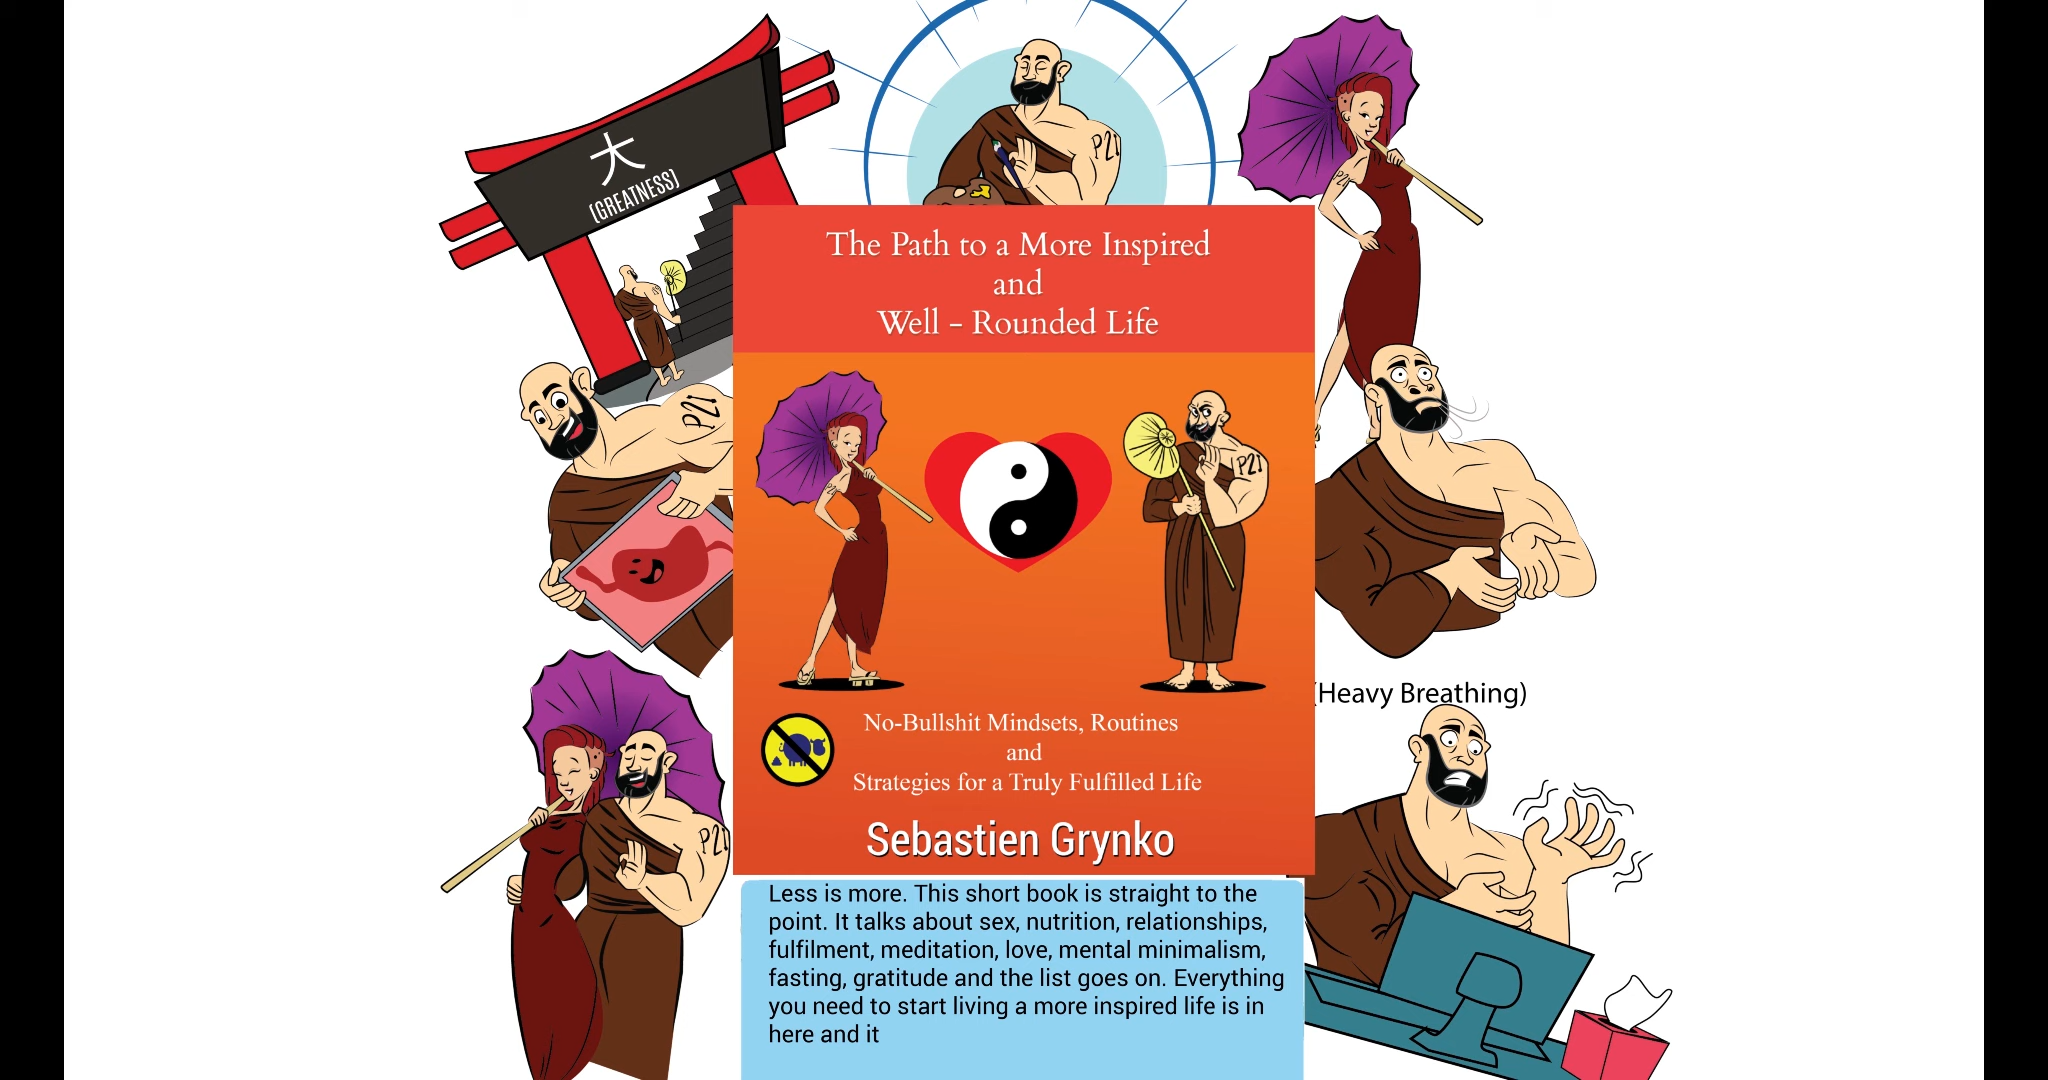 大
(GREATNESS)
P21
The Path to a More Inspired
and
Well - Rounded Life
P21
P21
(Heavy Breathing)
No-Bullshit Mindsets, Routines
and
Strategies for a Truly Fulfilled Life
Sebastien Grynko
P21
Less is more. This short book is straight to the
point. It talks about sex, nutrition, relationships,
fulfilment, meditation, love, mental minimalism,
fasting, gratitude and the list goes on. Everything
you need to start living a more inspired life is in
here and it